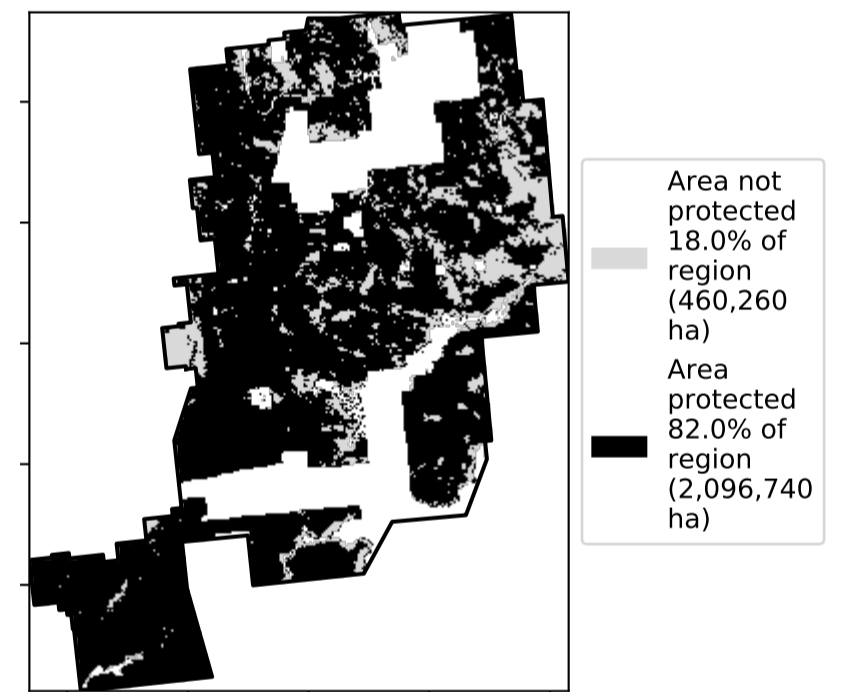 Area not
protected
18.0% of
region
(460,260
ha)
Area
protected
82.0% of
region
(2,096,740
ha)